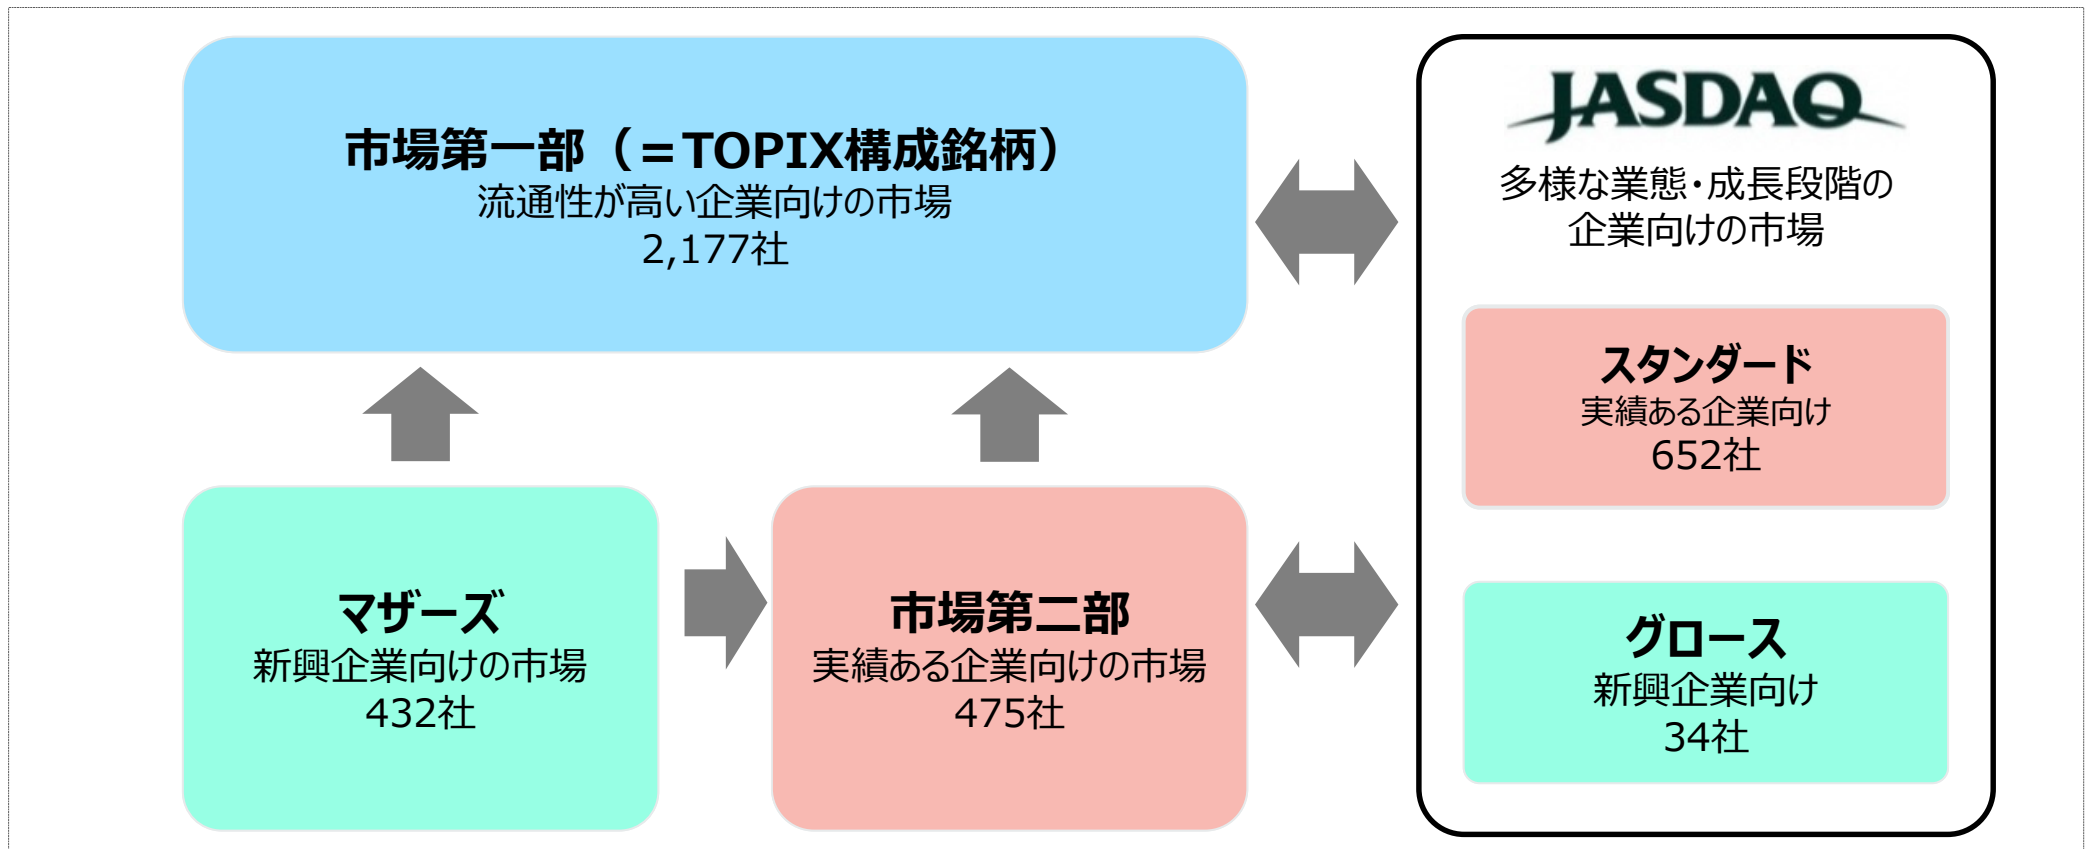 市場第一部（＝TOPIX構成銘柄）
流通性が高い企業向けの市場
2,177社
JASDAQ
多様な業態・成長段階の
企業向けの市場
スタンダード
実績ある企業向け
652社
マザーズ
新興企業向けの市場
432社
市場第二部
実績ある企業向けの市場
475社
グロース
新興企業向け
34社